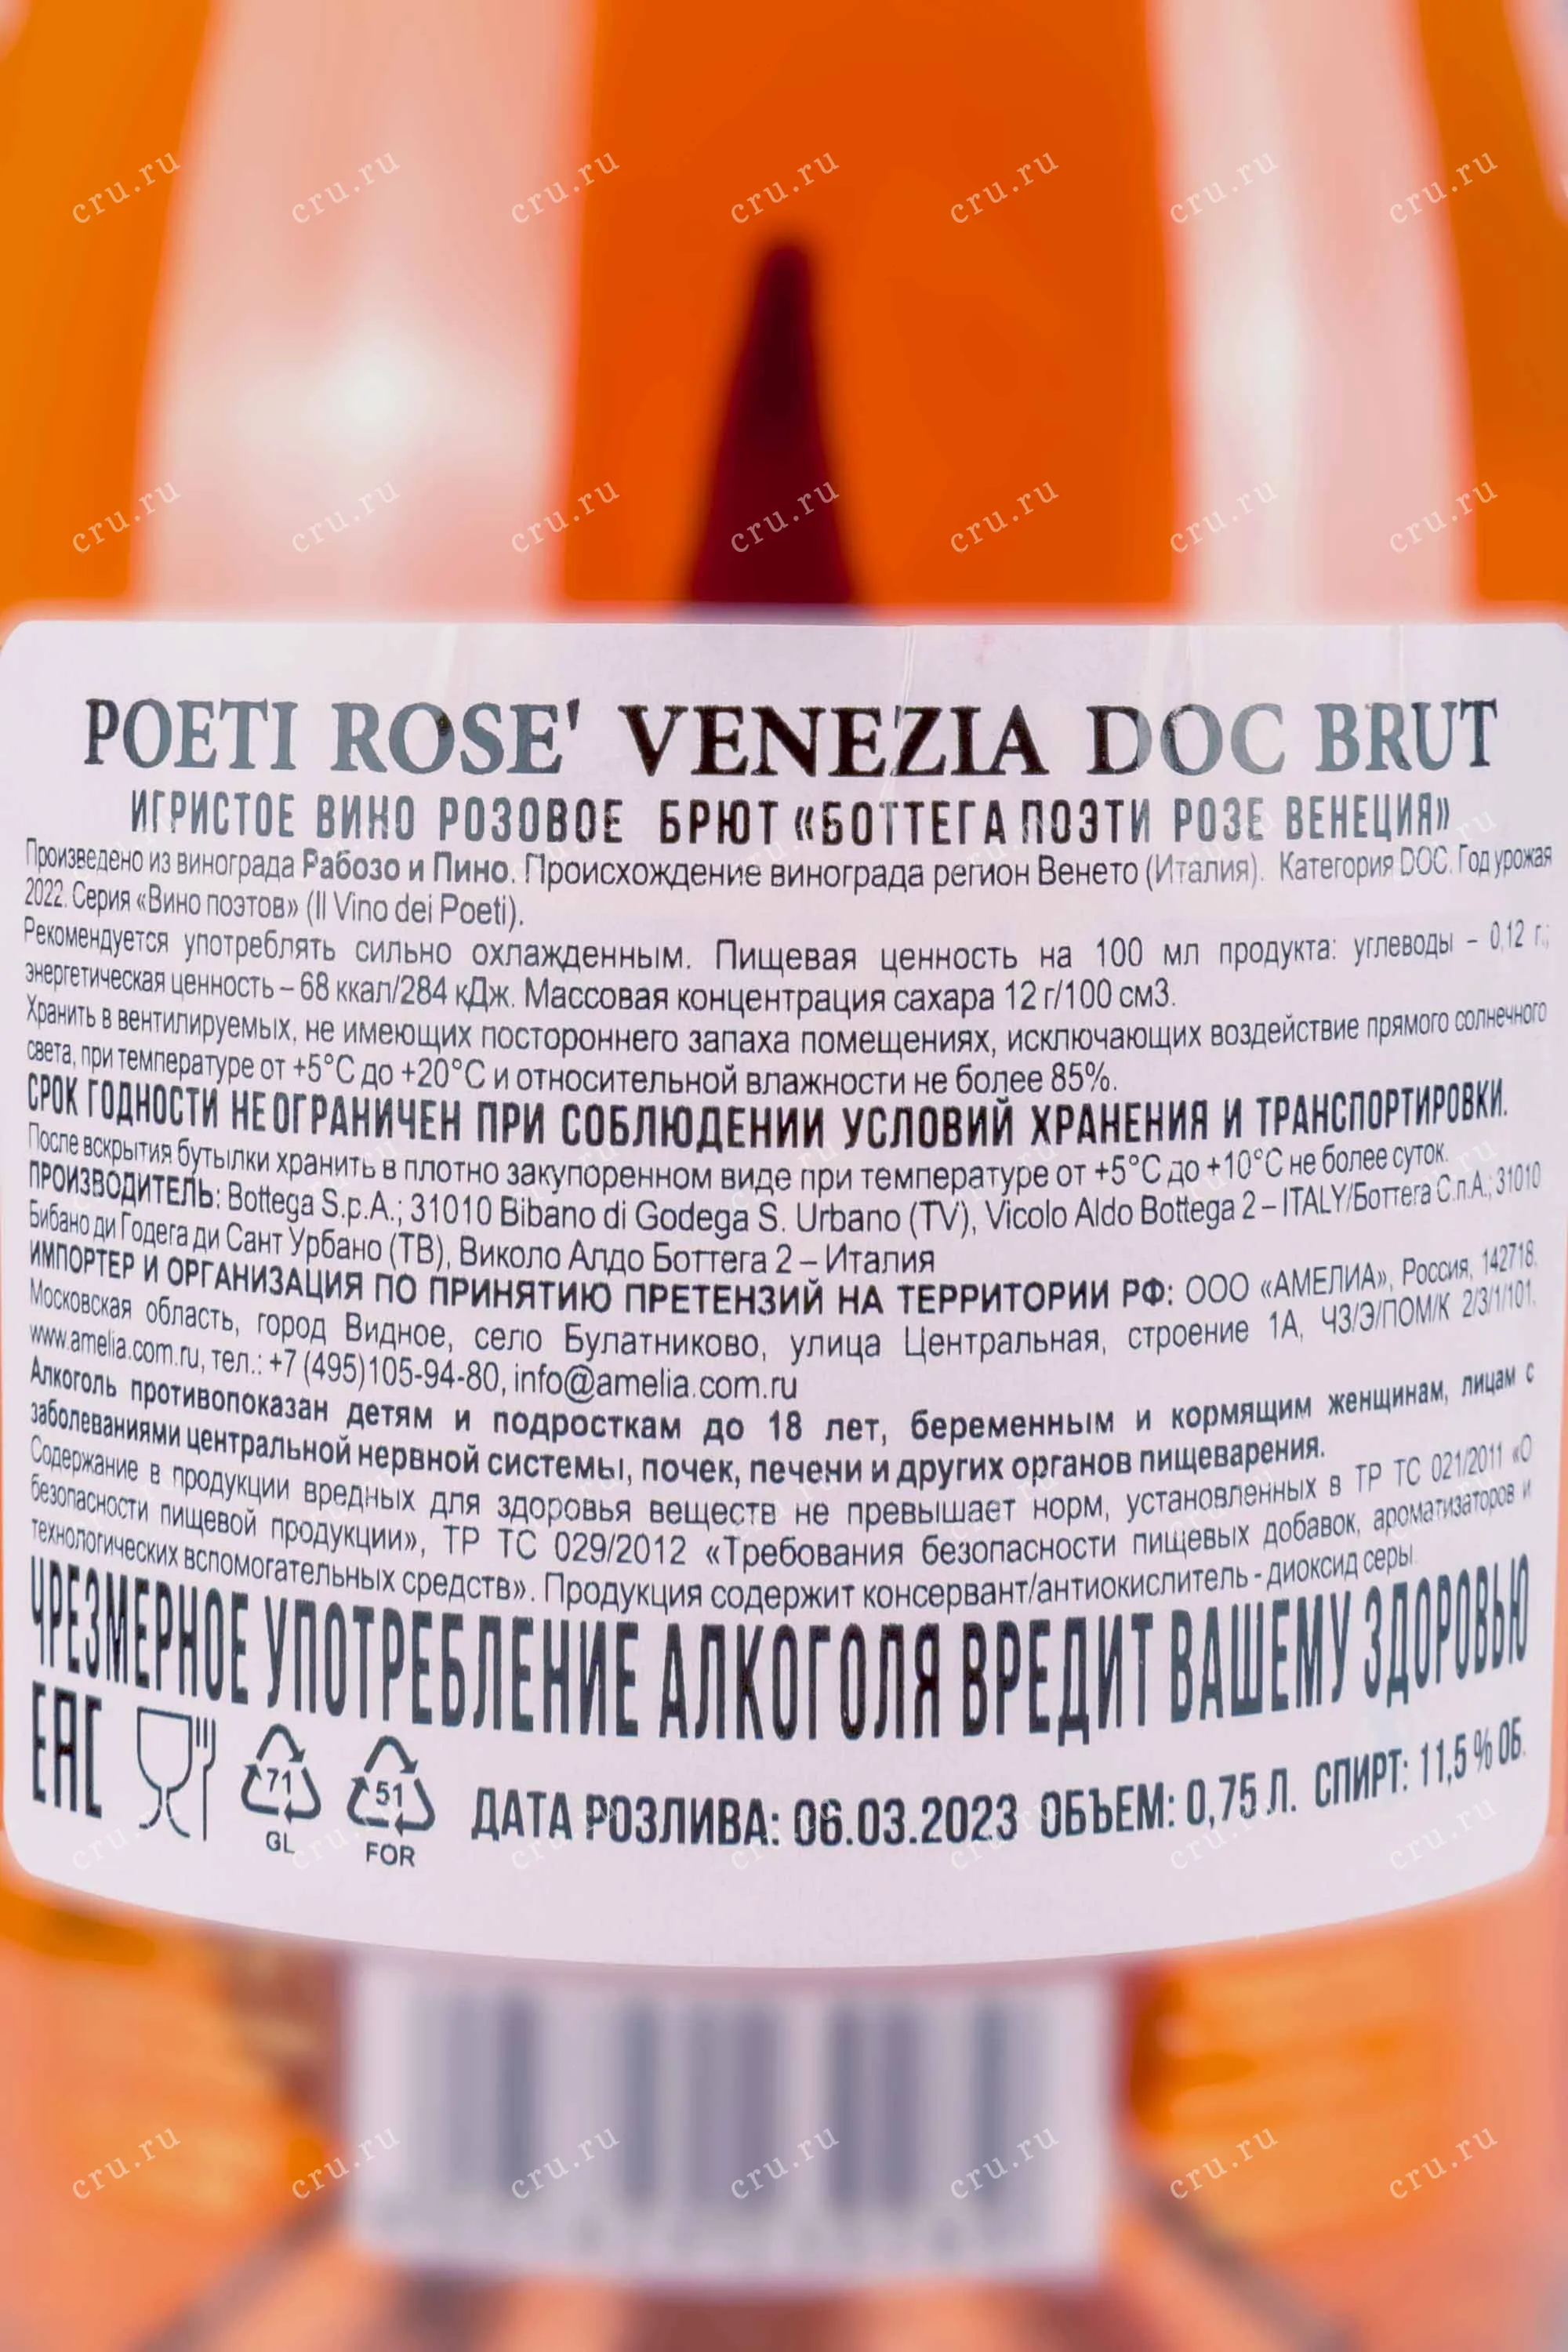 POETI ROSE' VENEZIA DOC BRUT
ИГРИСТОЕ ВИНО РОЗОВОЕ БРЮТ «БОТТЕГА ПОЭТИ РОЗЕ ВЕНЕЦИЯ»
Произведено из винограда Рабозо и Пино. Происхождение винограда регион Венето (Италия). Категория DOC. Год урожая
2022. Серия «Вино поэтов» (Il Vino dei Poeti).
Рекомендуется употреблять сильно охлажденным. Пищевая ценность на 100 мл продукта: углеводы – 0,12 г.;
энергетическая ценность – 68 ккал/284 кДж. Массовая концентрация сахара 12 г/100 см3.
Хранить в вентилируемых, не имеющих постороннего запаха помещениях, исключающих воздействие прямого солнечного
света, при температуре от +5°C до +20°C и относительной влажности не более 85%.
СРОК ГОДНОСТИ НЕ ОГРАНИЧЕН ПРИ СОБЛЮДЕНИИ УСЛОВИЙ ХРАНЕНИЯ И ТРАНСПОРТИРОВКИ.
После вскрытия бутылки хранить в плотно закупоренном виде при температуре от +5°C до +10°C не более суток.
ПРОИЗВОДИТЕЛЬ: Bottega S.p.A.; 31010 Bibano di Godega S. Urbano (TV), Vicolo Aldo Bottega 2 – ITALY/Боттега С.п.А.; 31010
Бибано ди Годега ди Сант Урбано (ТВ), Виколо Алдо Боттега 2 – Италия
ИМПОРТЕР И ОРГАНИЗАЦИЯ ПО ПРИНЯТИЮ ПРЕТЕНЗИЙ НА ТЕРРИТОРИИ РФ: ООО «АМЕЛИА», Россия, 142718,
Московская область, город Видное, село Булатниково, улица Центральная, строение 1А, ЧЗ/Э/ПОМ/К 2/3/1/101,
www.amelia.com.ru, тел.: +7 (495)105-94-80, info@amelia.com.ru
Алкоголь противопоказан детям и подросткам до 18 лет, беременным и кормящим женщинам, лицам с
заболеваниями центральной нервной системы, почек, печени и других органов пищеварения.
Содержание в продукции вредных для здоровья веществ не превышает норм, установленных в ТР ТС 021/2011 «О
безопасности пищевой продукции», ТР ТС 029/2012 «Требования безопасности пищевых добавок, ароматизаторов и
технологических вспомогательных средств». Продукция содержит консервант/антиокислитель - диоксид серы.
ЧРЕЗМЕРНОЕ УПОТРЕБЛЕНИЕ АЛКОГОЛЯ ВРЕДИТ ВАШЕМУ ЗДОРОВЬЮ
EAC 71 GL 51 FOR ДАТА РОЗЛИВА: 06.03.2023 ОБЪЕМ: 0,75 Л. СПИРТ: 11,5 % ОБ.
cru.ru